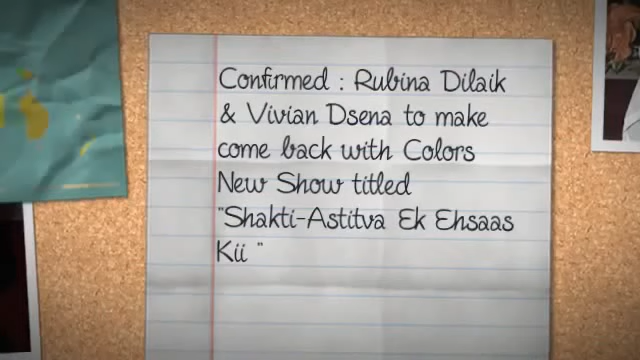 Confirmed : Rubina Dilaik
& Vivian Dsena to make
come back with Colors
New Show titled
"Shakti-Astitva Ek Ehsaas
Kii "